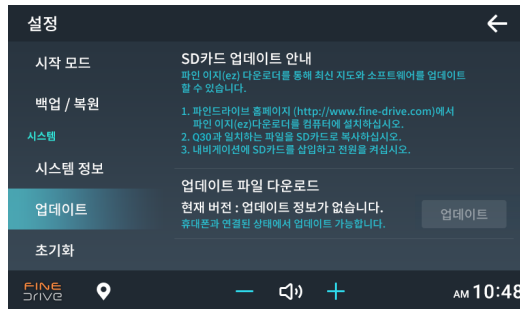 설정
시작 모드
백업 / 복원
시스템
시스템 정보
업데이트
초기화
SD카드 업데이트 안내
파인 이지(ez) 다운로더를 통해 최신 지도와 소프트웨어를 업데이트
할 수 있습니다.
1. 파인드라이브 홈페이지 (http://www.fine-drive.com)에서
파인 이지(ez)다운로더를 컴퓨터에 설치하십시오.
2. Q30과 일치하는 파일을 SD카드로 복사하십시오.
3. 내비게이션에 SD카드를 삽입하고 전원을 켜십시오.
업데이트 파일 다운로드
현재 버전 : 업데이트 정보가 없습니다.
휴대폰과 연결된 상태에서 업데이트 가능합니다.
업데이트
FINE
Drive
AM 10:48